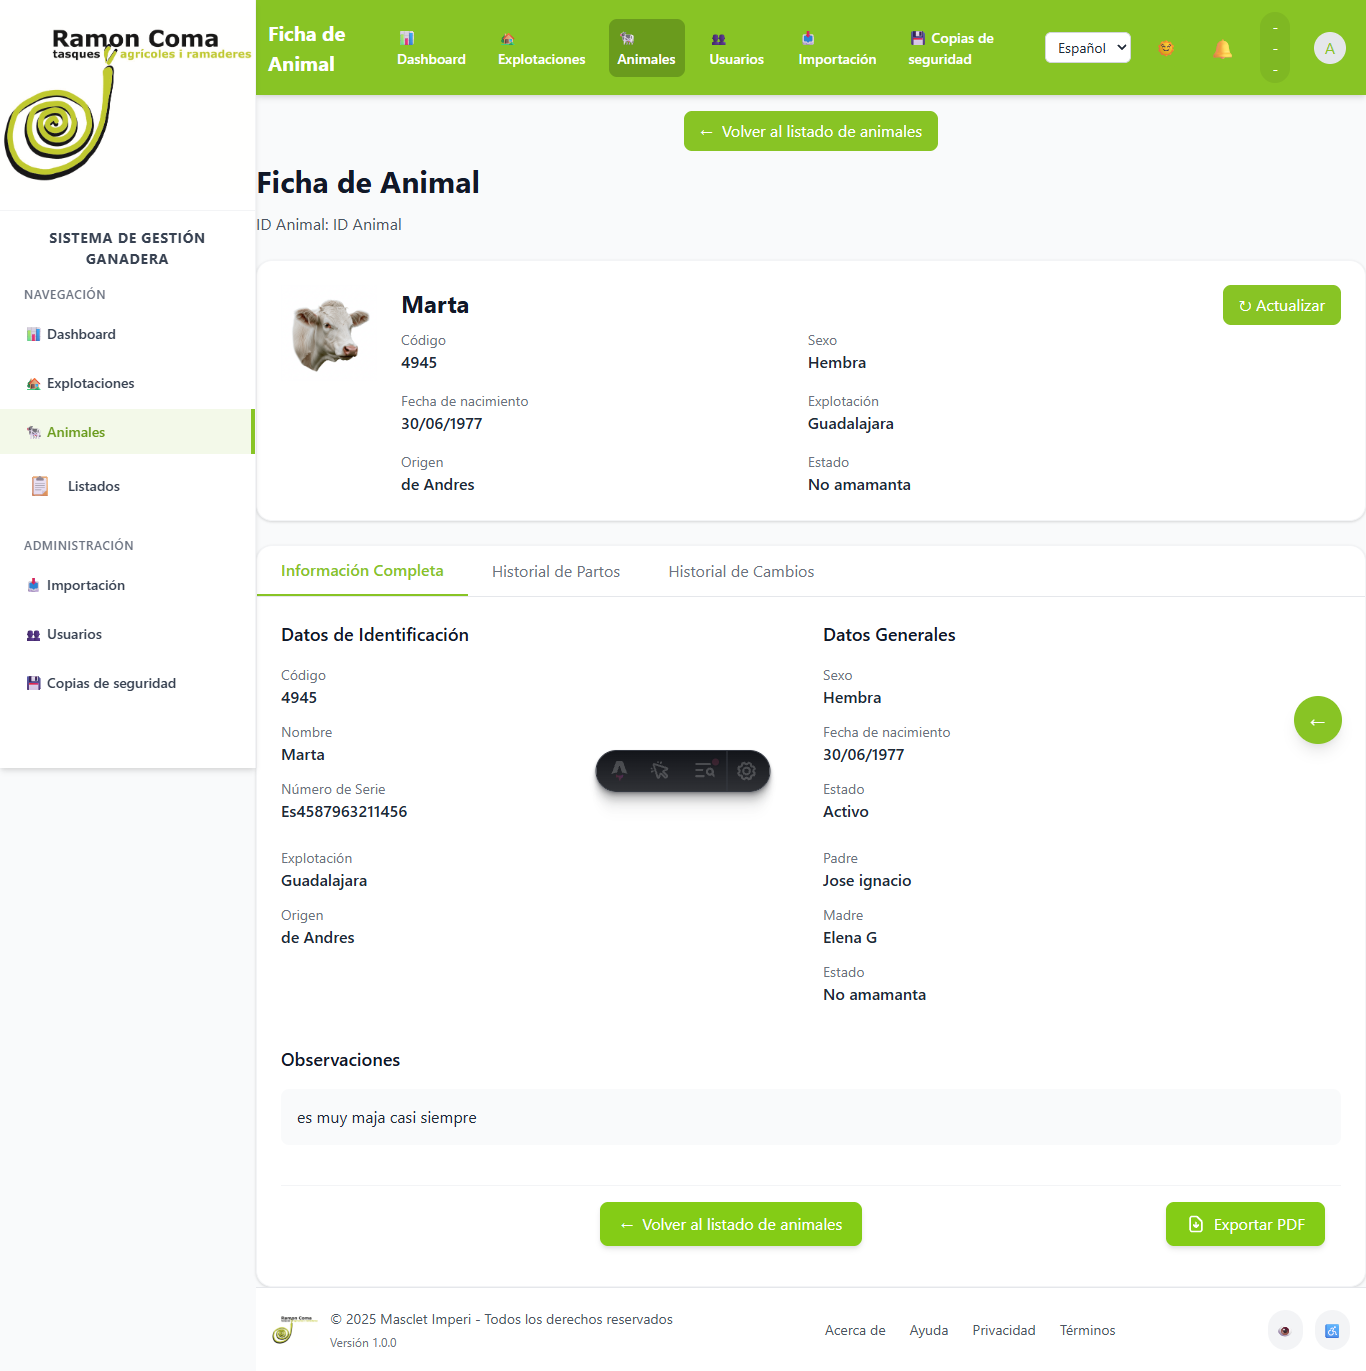 Ramon Coma
tasques agrícoles i ramaderes
SISTEMA DE GESTIÓN
GANADERA
NAVEGACIÓN
Dashboard
Explotaciones
Animales
Listados
ADMINISTRACIÓN
Importación
Usuarios
Copias de seguridad
Ficha de
Animal
Dashboard
Explotaciones
Animales
Usuarios
Importación
Copias de
seguridad
Español
-
-
-
A
← Volver al listado de animales
Ficha de Animal
ID Animal: ID Animal
Marta
↻ Actualizar
Código
4945
Sexo
Hembra
Fecha de nacimiento
30/06/1977
Explotación
Guadalajara
Origen
de Andres
Estado
No amamanta
Información Completa
Historial de Partos
Historial de Cambios
Datos de Identificación
Código
4945
Nombre
Marta
Número de Serie
Es4587963211456
Explotación
Guadalajara
Origen
de Andres
Datos Generales
Sexo
Hembra
Fecha de nacimiento
30/06/1977
Estado
Activo
Padre
Jose ignacio
Madre
Elena G
Estado
No amamanta
←
Observaciones
es muy maja casi siempre
← Volver al listado de animales
Exportar PDF
Ramon Coma
© 2025 Masclet Imperi - Todos los derechos reservados
Versión 1.0.0
Acerca de
Ayuda
Privacidad
Términos